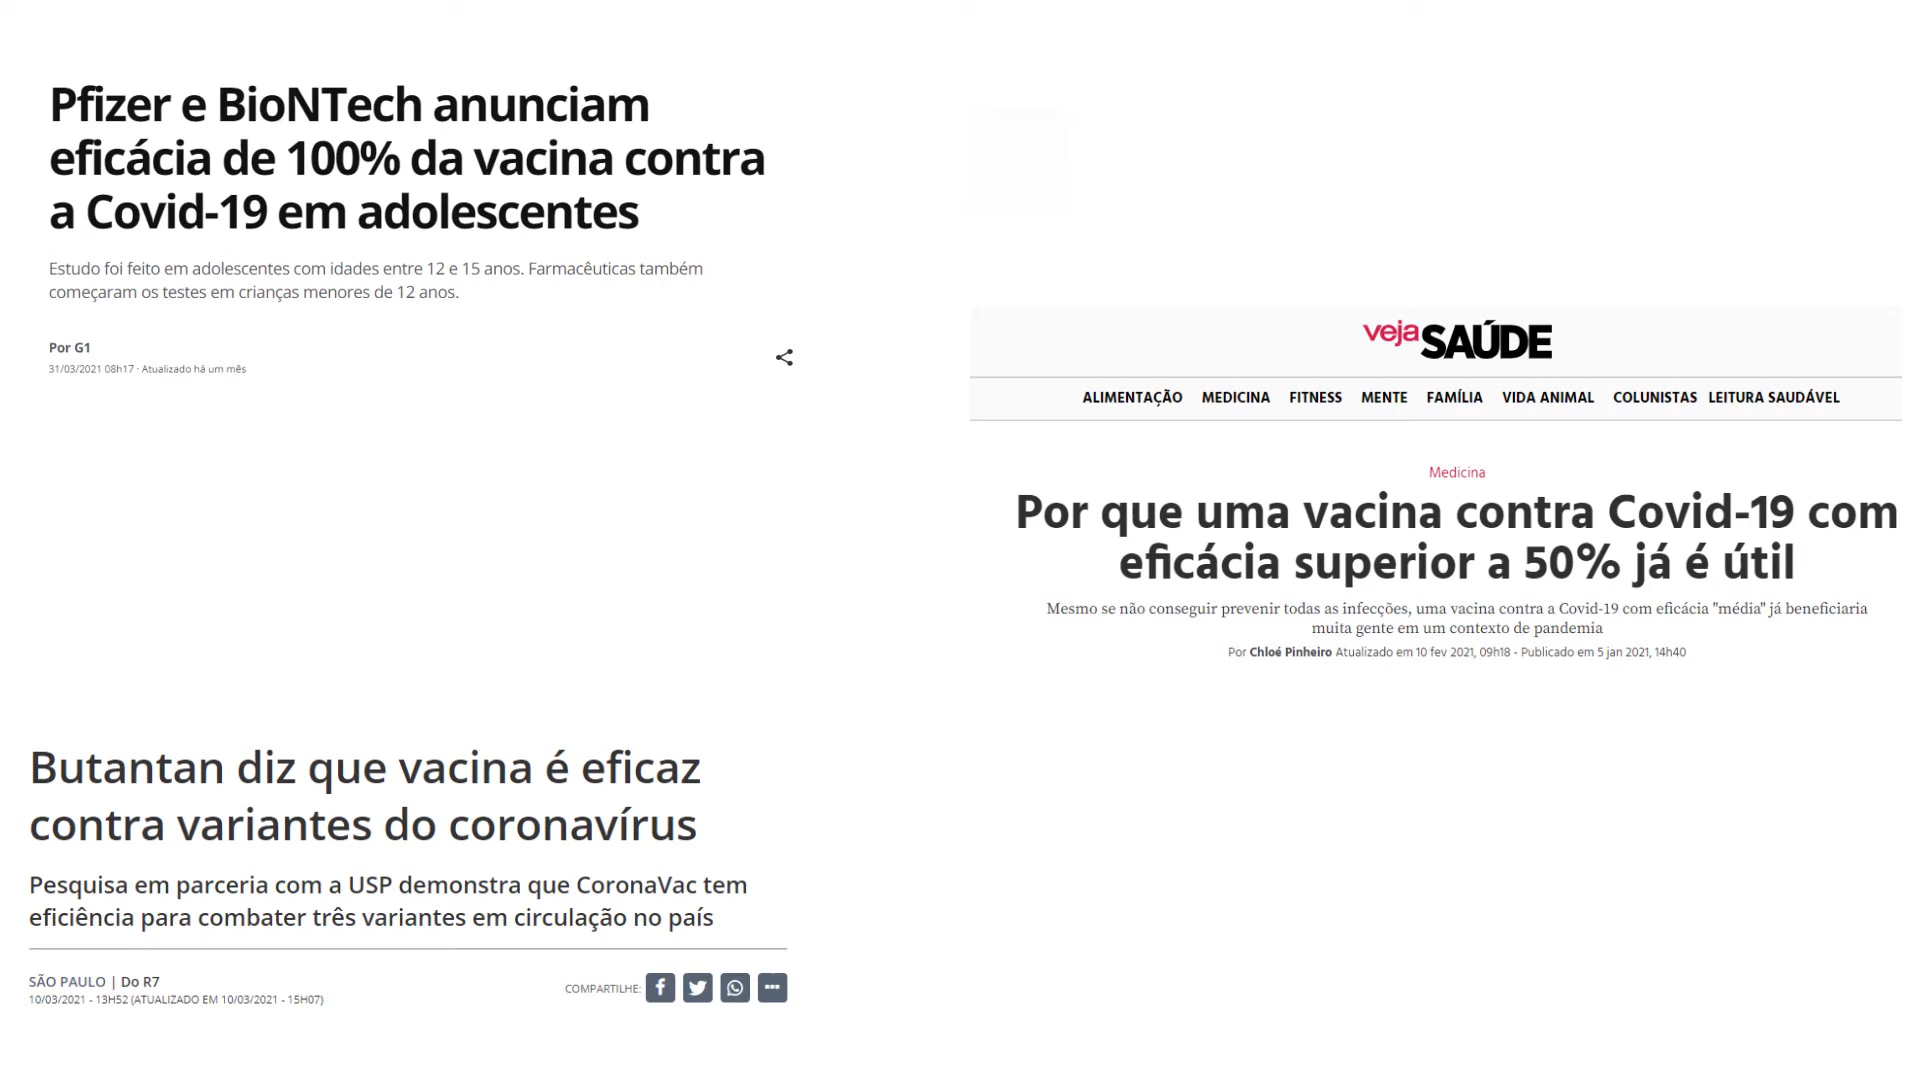 Pfizer e BioNTech anunciam
eficácia de 100% da vacina contra
a Covid-19 em adolescentes
Estudo foi feito em adolescentes com idades entre 12 e 15 anos. Farmacêuticas também
começaram os testes em crianças menores de 12 anos.
Por G1
31/03/2021 08h17 · Atualizado há um mês
veja SAÚDE
ALIMENTAÇÃO MEDICINA FITNESS MENTE FAMÍLIA VIDA ANIMAL COLUNISTAS LEITURA SAUDÁVEL
Medicina
Por que uma vacina contra Covid-19 com
eficácia superior a 50% já é útil
Mesmo se não conseguir prevenir todas as infecções, uma vacina contra a Covid-19 com eficácia "média" já beneficiaria
muita gente em um contexto de pandemia
Por Chloé Pinheiro Atualizado em 10 fev 2021, 09h18 - Publicado em 5 jan 2021, 14h40
Butantan diz que vacina é eficaz
contra variantes do coronavírus
Pesquisa em parceria com a USP demonstra que CoronaVac tem
eficiência para combater três variantes em circulação no país
SÃO PAULO | Do R7
10/03/2021 - 13H52 (ATUALIZADO EM 10/03/2021 - 15H07)
COMPARTILHE: